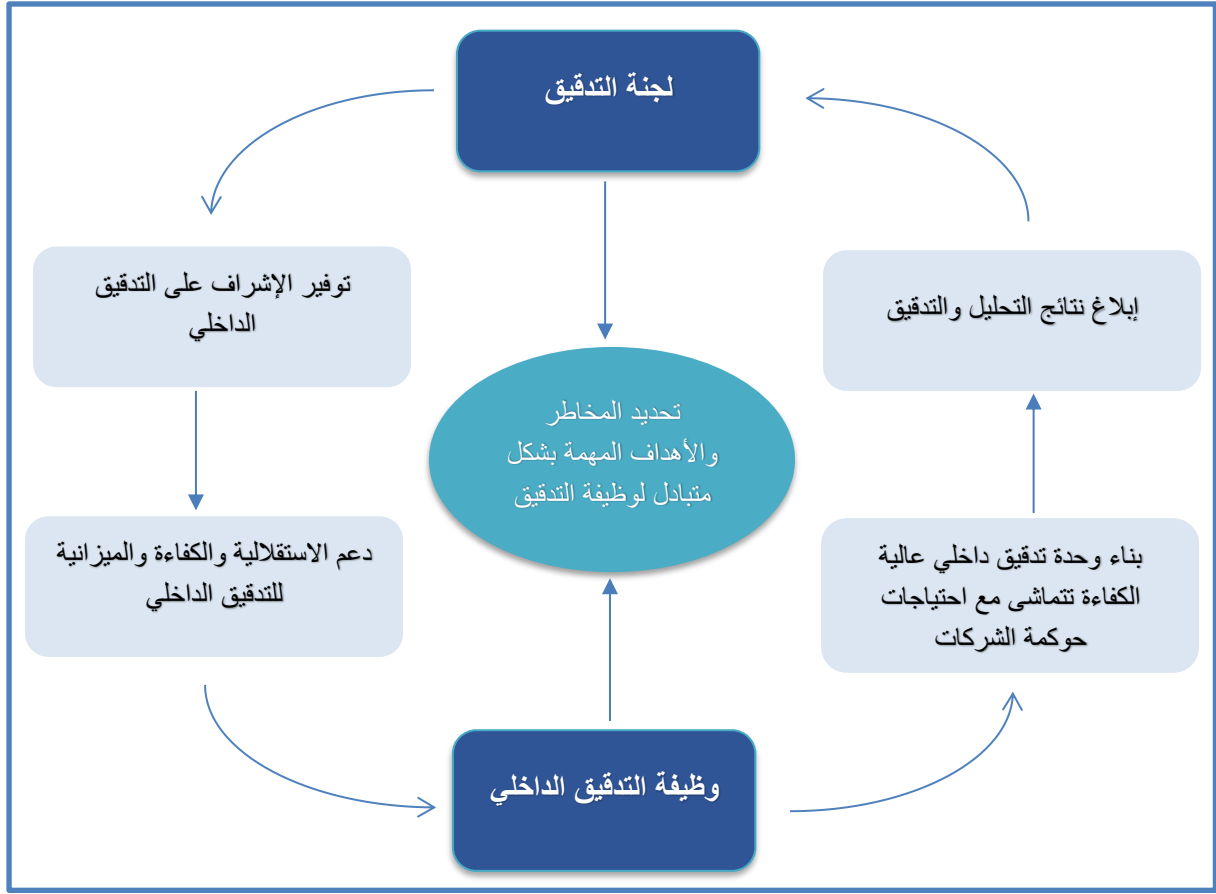 لجنة التدقيق
إبلاغ نتائج التحليل والتدقيق
توفير الإشراف على التدقيق
الداخلي
تحديد المخاطر
والأهداف المهمة بشكل
متبادل لوظيفة التدقيق
بناء وحدة تدقيق داخلي عالية
الكفاءة تتماشى مع احتياجات
حوكمة الشركات
دعم الاستقلالية والكفاءة والميزانية
للتدقيق الداخلي
وظيفة التدقيق الداخلي